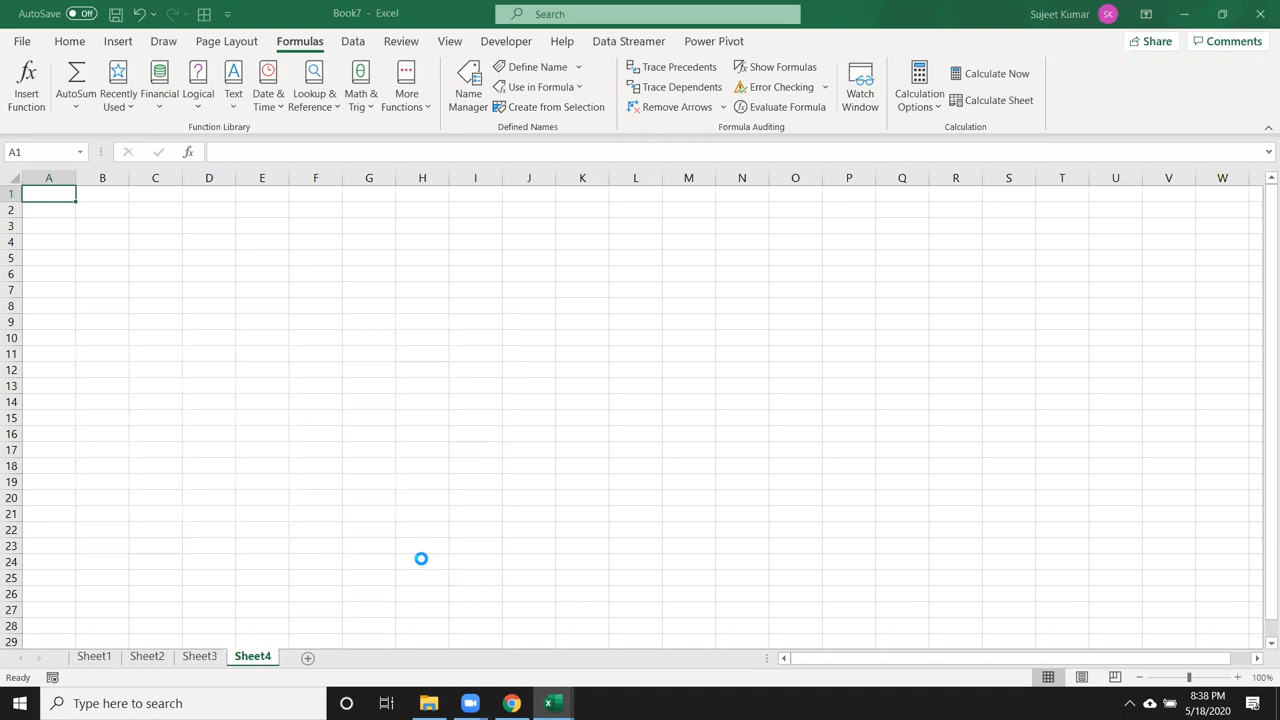 AutoSave Off Book7 - Excel Search Sujeet Kumar SK
File Home Insert Draw Page Layout Formulas Data Review View Developer Help Data Streamer Power Pivot Share Comments
Insert Function
AutoSum
Recently Used
Financial
Logical
Text
Date & Time
Lookup & Reference
Math & Trig
More Functions
Function Library
Name Manager
Define Name
Use in Formula
Create from Selection
Defined Names
Trace Precedents
Trace Dependents
Remove Arrows
Show Formulas
Error Checking
Evaluate Formula
Formula Auditing
Watch Window
Calculation Options
Calculate Now
Calculate Sheet
Calculation
A1 fx
A B C D E F G H I J K L M N O P Q R S T U V W
1
2
3
4
5
6
7
8
9
10
11
12
13
14
15
16
17
18
19
20
21
22
23
24
25
26
27
28
29
Sheet1 Sheet2 Sheet3 Sheet4
Ready 100%
Type here to search
8:38 PM
5/18/2020